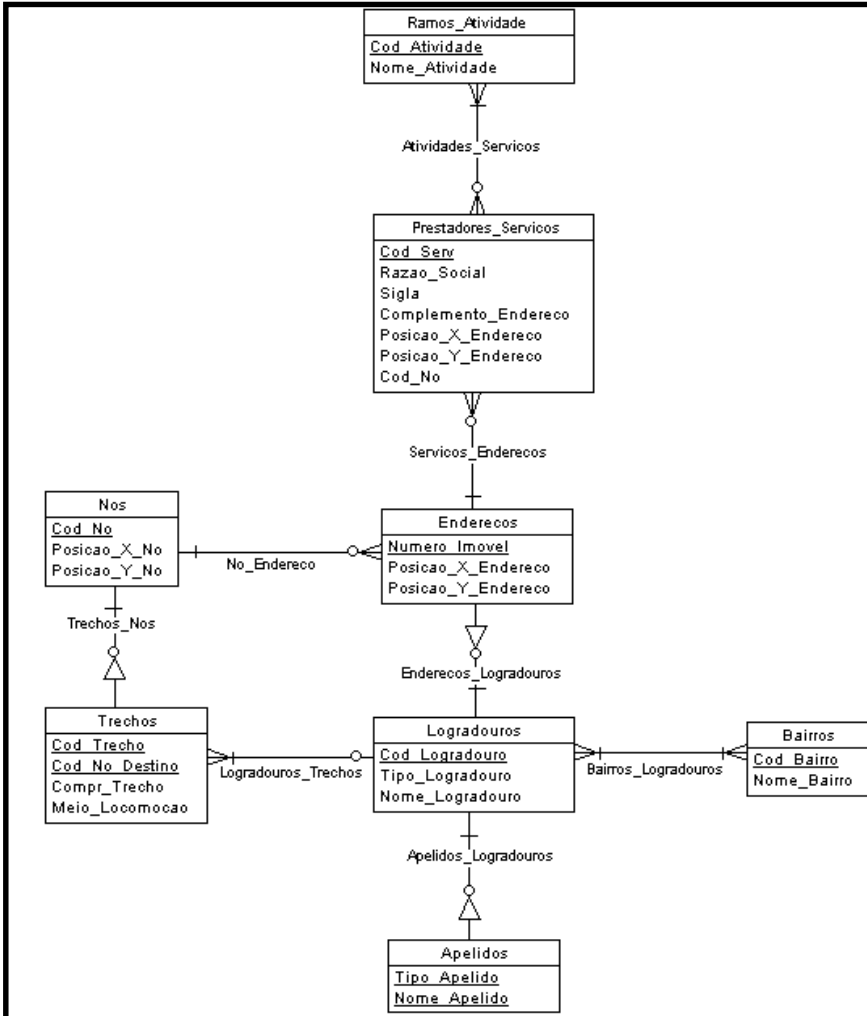 Ramos_Atividade
Cod_Atividade
Nome_Atividade
Atividades_Servicos
Prestadores_Servicos
Cod_Serv
Razao_Social
Sigla
Complemento_Endereco
Posicao_X_Endereco
Posicao_Y_Endereco
Cod_No
Servicos_Enderecos
Nos
Cod_No
Posicao_X_No
Posicao_Y_No
No_Endereco
Enderecos
Numero_Imovel
Posicao_X_Endereco
Posicao_Y_Endereco
Trechos_Nos
Enderecos_Logradouros
Trechos
Cod_Trecho
Cod_No_Destino
Compr_Trecho
Meio_Locomocao
Logradouros_Trechos
Logradouros
Cod_Logradouro
Tipo_Logradouro
Nome_Logradouro
Bairros_Logradouros
Bairros
Cod_Bairro
Nome_Bairro
Apelidos_Logradouros
Apelidos
Tipo_Apelido
Nome_Apelido